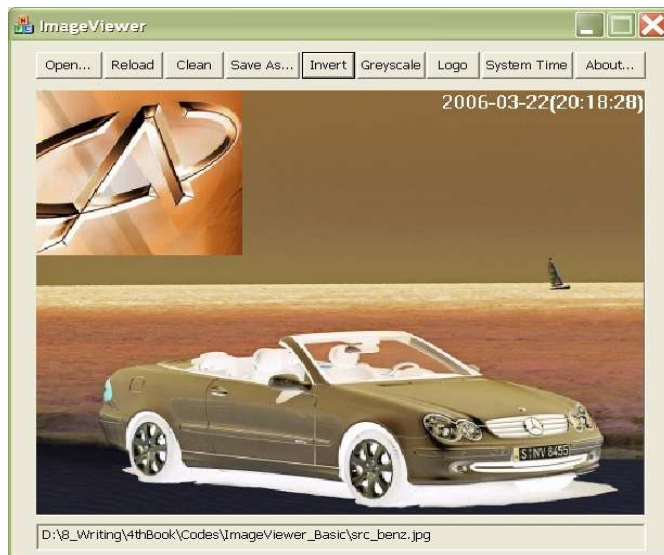 ImageViewer
Open... Reload Clean Save As... Invert Greyscale Logo System Time About...
2006-03-22(20:18:28)
S NV 8455
D:\8_Writing\4thBook\Codes\ImageViewer_Basic\src_benz.jpg